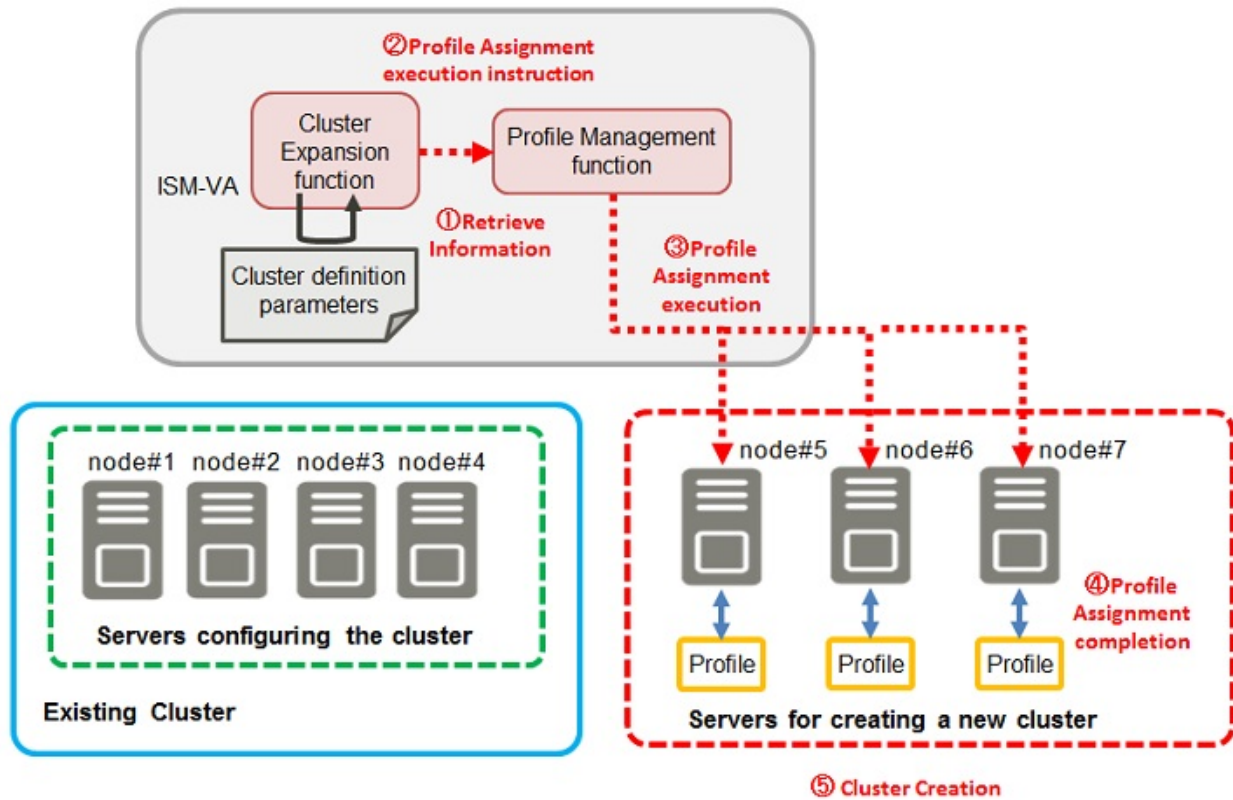 ②Profile Assignment
execution instruction
Cluster
Expansion
function
Profile Management
function
ISM-VA
①Retrieve
Information
Cluster definition
parameters
③Profile
Assignment
execution
node#1 node#2 node#3 node#4
Servers configuring the cluster
Existing Cluster
node#5 node#6 node#7
④Profile
Assignment
completion
Profile Profile Profile
Servers for creating a new cluster
⑤ Cluster Creation